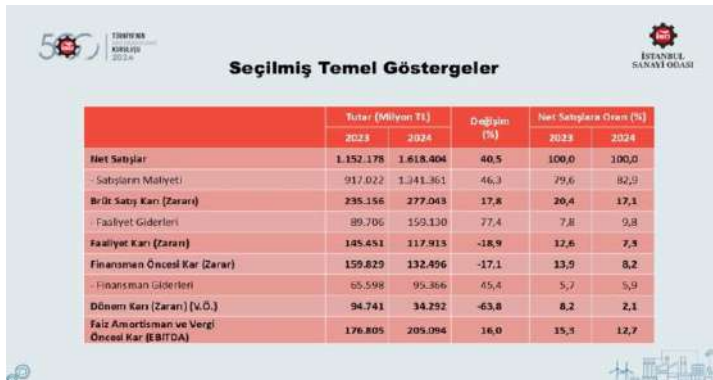 500
TÜRKİYE'NİN
KURULUŞU
2024
İSTANBUL
SANAYİ ODASI
Seçilmiş Temel Göstergeler
Tutar (Milyon TL) Değişim (%) Net Satışlara Oran (%)
2023 2024 2023 2024
Net Satışlar 1.152.178 1.618.404 40,5 100,0 100,0
- Satışların Maliyeti 917.022 1.341.361 46,3 79,6 82,9
Brüt Satış Karı (Zararı) 235.156 277.043 17,8 20,4 17,1
- Faaliyet Giderleri 89.706 159.130 77,4 7,8 9,8
Faaliyet Karı (Zararı) 145.451 117.913 -18,9 12,6 7,3
Finansmen Öncesi Kar (Zarar) 159.829 132.496 -17,1 13,9 8,2
- Finansman Giderleri 65.598 95.366 45,4 5,7 5,9
Dönem Karı (Zararı) (V.Ö.) 94.741 34.292 -63,8 8,2 2,1
Faiz Amortisman ve Vergi
Öncesi Kar (EBITDA) 176.805 205.094 16,0 15,3 12,7